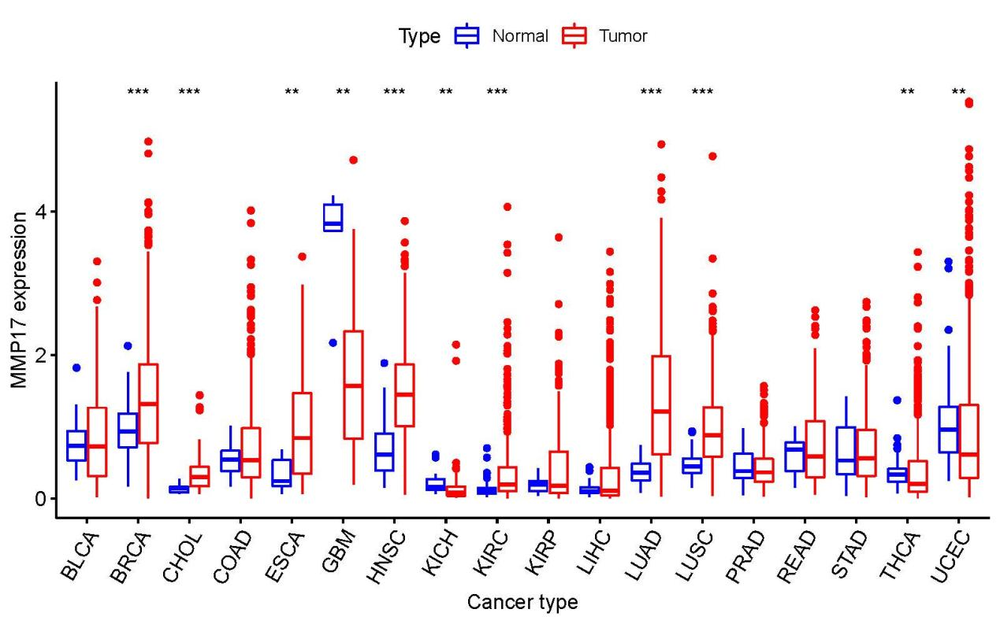 Type Normal Tumor
*** *** ** ** *** ** *** *** *** ** **
MMP17 expression
4
2
0
BLCA BRCA CHOL COAD ESCA GBM HNSC KICH KIRC KIRP LIHC LUAD LUSC PRAD READ STAD THCA UCEC
Cancer type